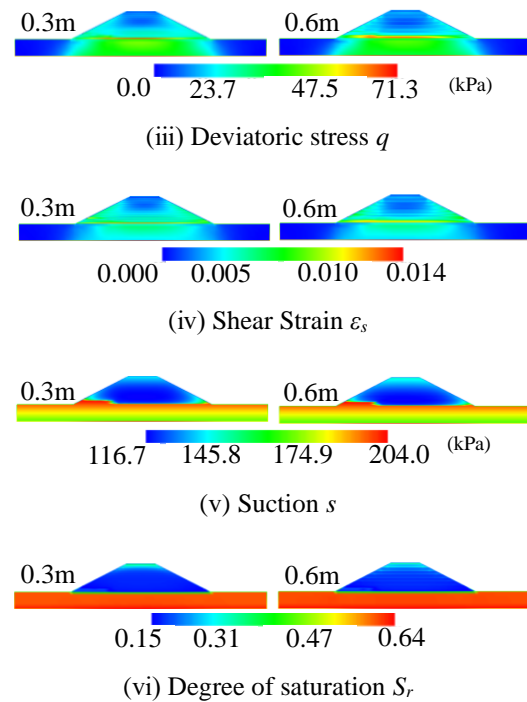 0.3m 0.6m
0.0 23.7 47.5 71.3 (kPa)
(iii) Deviatoric stress q
0.3m 0.6m
0.000 0.005 0.010 0.014
(iv) Shear Strain εs
0.3m 0.6m
116.7 145.8 174.9 204.0 (kPa)
(v) Suction s
0.3m 0.6m
0.15 0.31 0.47 0.64
(vi) Degree of saturation Sr